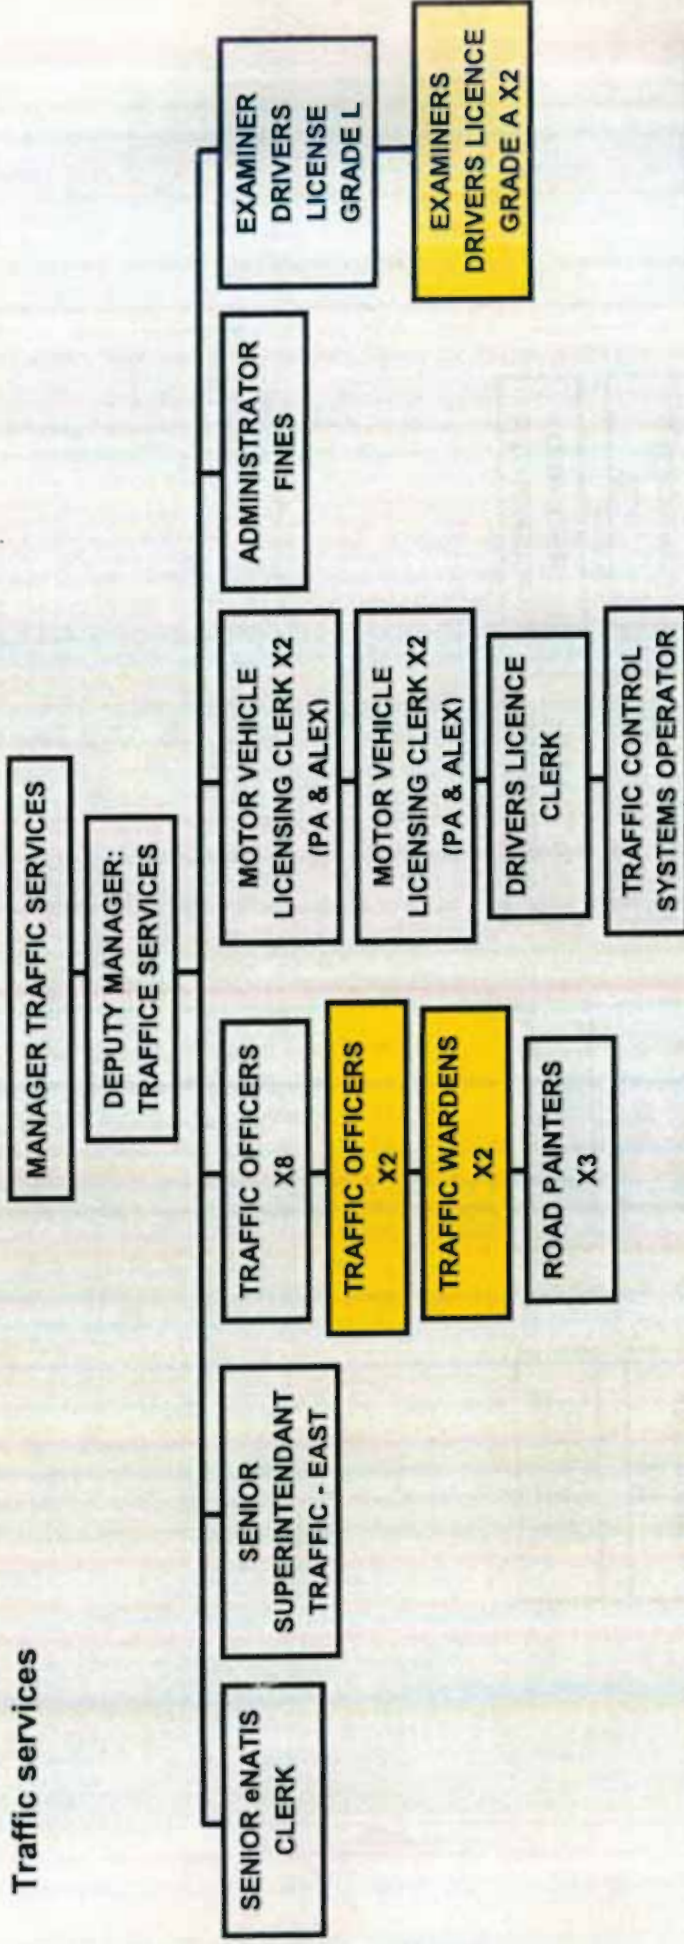 Traffic services
MANAGER TRAFFIC SERVICES
DEPUTY MANAGER:
TRAFFICE SERVICES
SENIOR eNATIS
CLERK
SENIOR
SUPERINTENDANT
TRAFFIC - EAST
TRAFFIC OFFICERS
X8
TRAFFIC OFFICERS
X2
TRAFFIC WARDENS
X2
ROAD PAINTERS
X3
MOTOR VEHICLE
LICENSING CLERK X2
(PA & ALEX)
MOTOR VEHICLE
LICENSING CLERK X2
(PA & ALEX)
DRIVERS LICENCE
CLERK
TRAFFIC CONTROL
SYSTEMS OPERATOR
ADMINISTRATOR
FINES
EXAMINER
DRIVERS
LICENSE
GRADE L
EXAMINERS
DRIVERS LICENCE
GRADE A X2